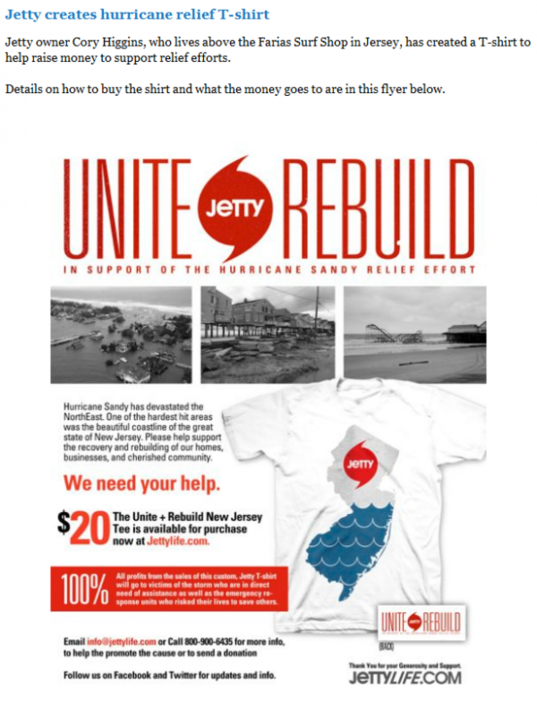 Jetty creates hurricane relief T-shirt
Jetty owner Cory Higgins, who lives above the Farias Surf Shop in Jersey, has created a T-shirt to
help raise money to support relief efforts.
Details on how to buy the shirt and what the money goes to are in this flyer below.
UNITE JETTY REBUILD
IN SUPPORT OF THE HURRICANE SANDY RELIEF EFFORT
Hurricane Sandy has devastated the
NorthEast. One of the hardest hit areas
was the beautiful coastline of the great
state of New Jersey. Please help support
the recovery and rebuilding of our homes,
businesses, and cherished community.
We need your help.
$20 The Unite + Rebuild New Jersey
Tee is available for purchase
now at Jettylife.com.
100% All profits from the sales of this custom, Jetty T-shirt
will go to victims of the storm who are in direct
need of assistance as well as the emergency re-
sponse units who risked their lives to save others.
Email info@jettylife.com or Call 800-900-6435 for more info,
to help the promote the cause or to send a donation
Follow us on Facebook and Twitter for updates and info.
JETTY
UNITE REBUILD
(BACK)
Thank You for your Generosity and Support.
JETTYLIFE.COM